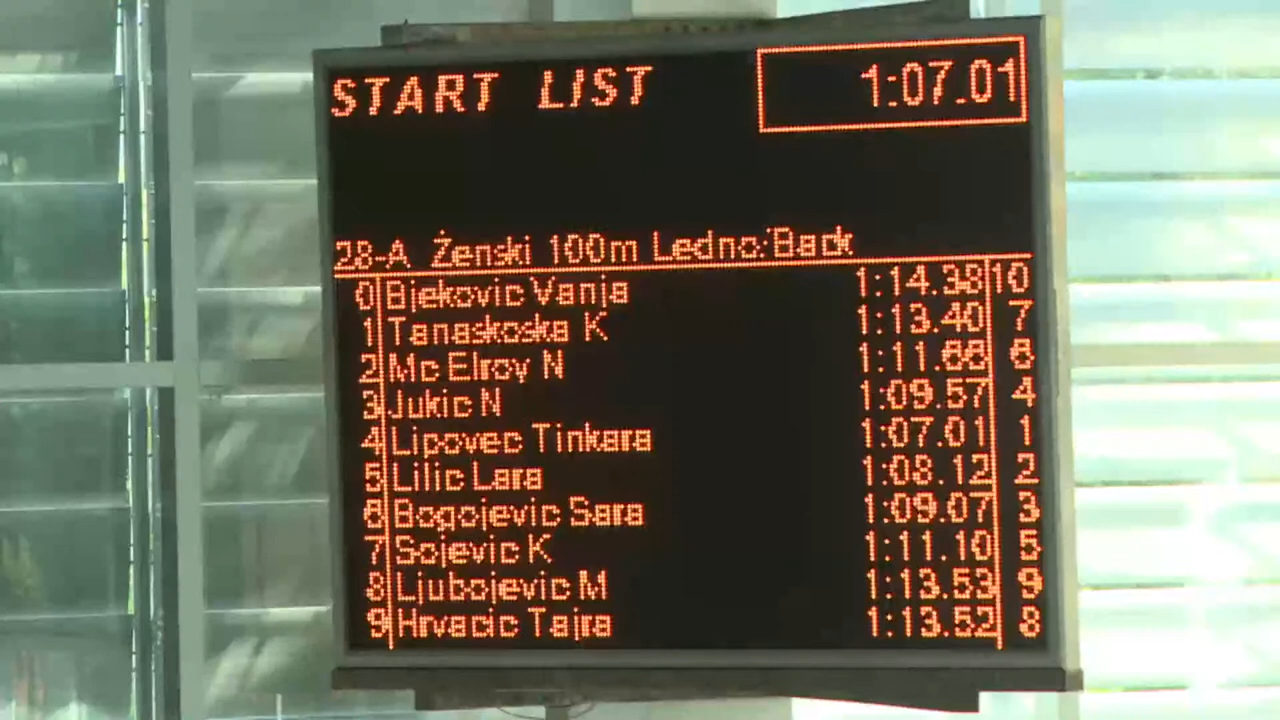 START LIST 1:07.01
28-A Ženski 100m Ledno:Back
0 Bjekovic Vanja 1:14.38 10
1 Tanaskoska K 1:13.40 7
2 Mc Elroy N 1:11.68 6
3 Jukic N 1:09.57 4
4 Lipovec Tinkara 1:07.01 1
5 Lilic Lara 1:08.12 2
6 Bogojevic Sara 1:09.07 3
7 Sojevic K 1:11.10 5
8 Ljubojevic M 1:13.53 9
9 Hrvacic Tajra 1:13.52 8